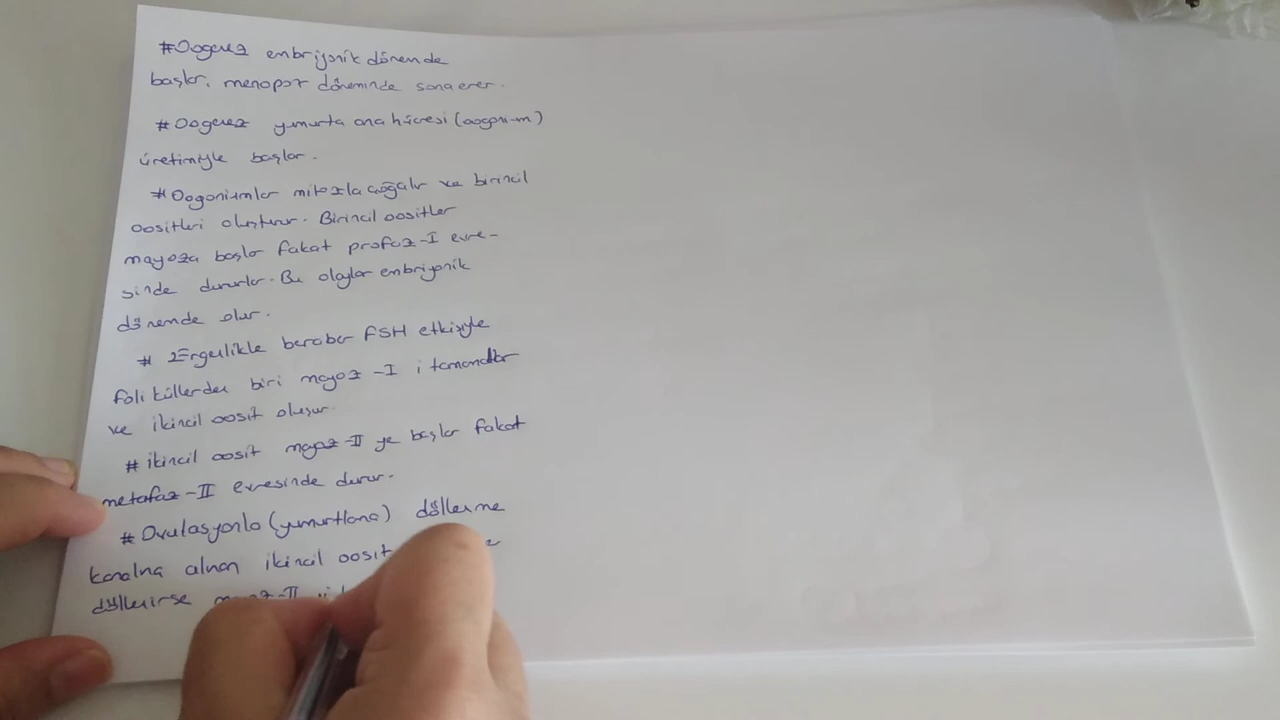 #Oogenez embriyonik dönemde
başlar, menopoz döneminde sona erer.
#Oogenez yumurta ana hücresi (oogonium)
üretimiyle başlar.
#Oogoniumlar mitozla çoğalır ve birincil
oositleri oluşturur. Birincil oositler
mayoza başlar fakat profaz-I evre-
sinde dururlar. Bu olaylar embriyonik
dönemde olur.
# Ergenlikle beraber FSH etkisiyle
foliküllerden biri mayoz-I i tamamlar
ve ikincil oosit oluşur.
# ikincil oosit mayoz-II ye başlar fakat
metafaz-II evresinde durur.
# Ovulasyonla (yumurtlama) döllenme
kanalına alınan ikincil oosit
döllenirse mayoz-II yi